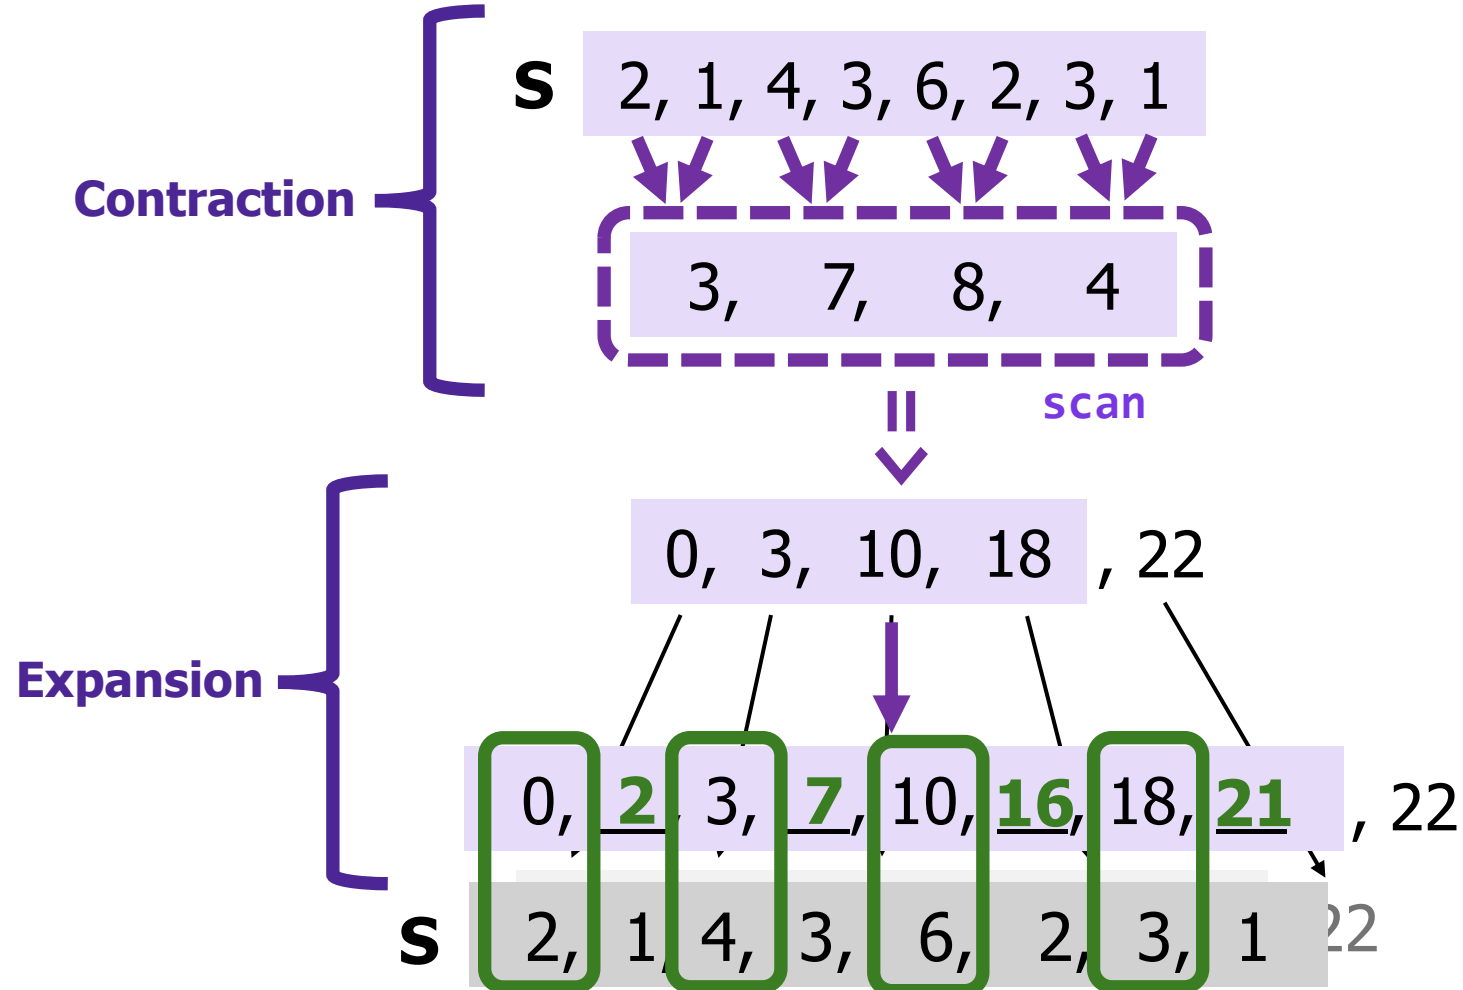 S 2, 1, 4, 3, 6, 2, 3, 1
Contraction
3, 7, 8, 4
scan
0, 3, 10, 18 , 22
Expansion
0, 2, 3, 7, 10, 16, 18, 21 , 22
S 2, 1, 4, 3, 6, 2, 3, 1 22